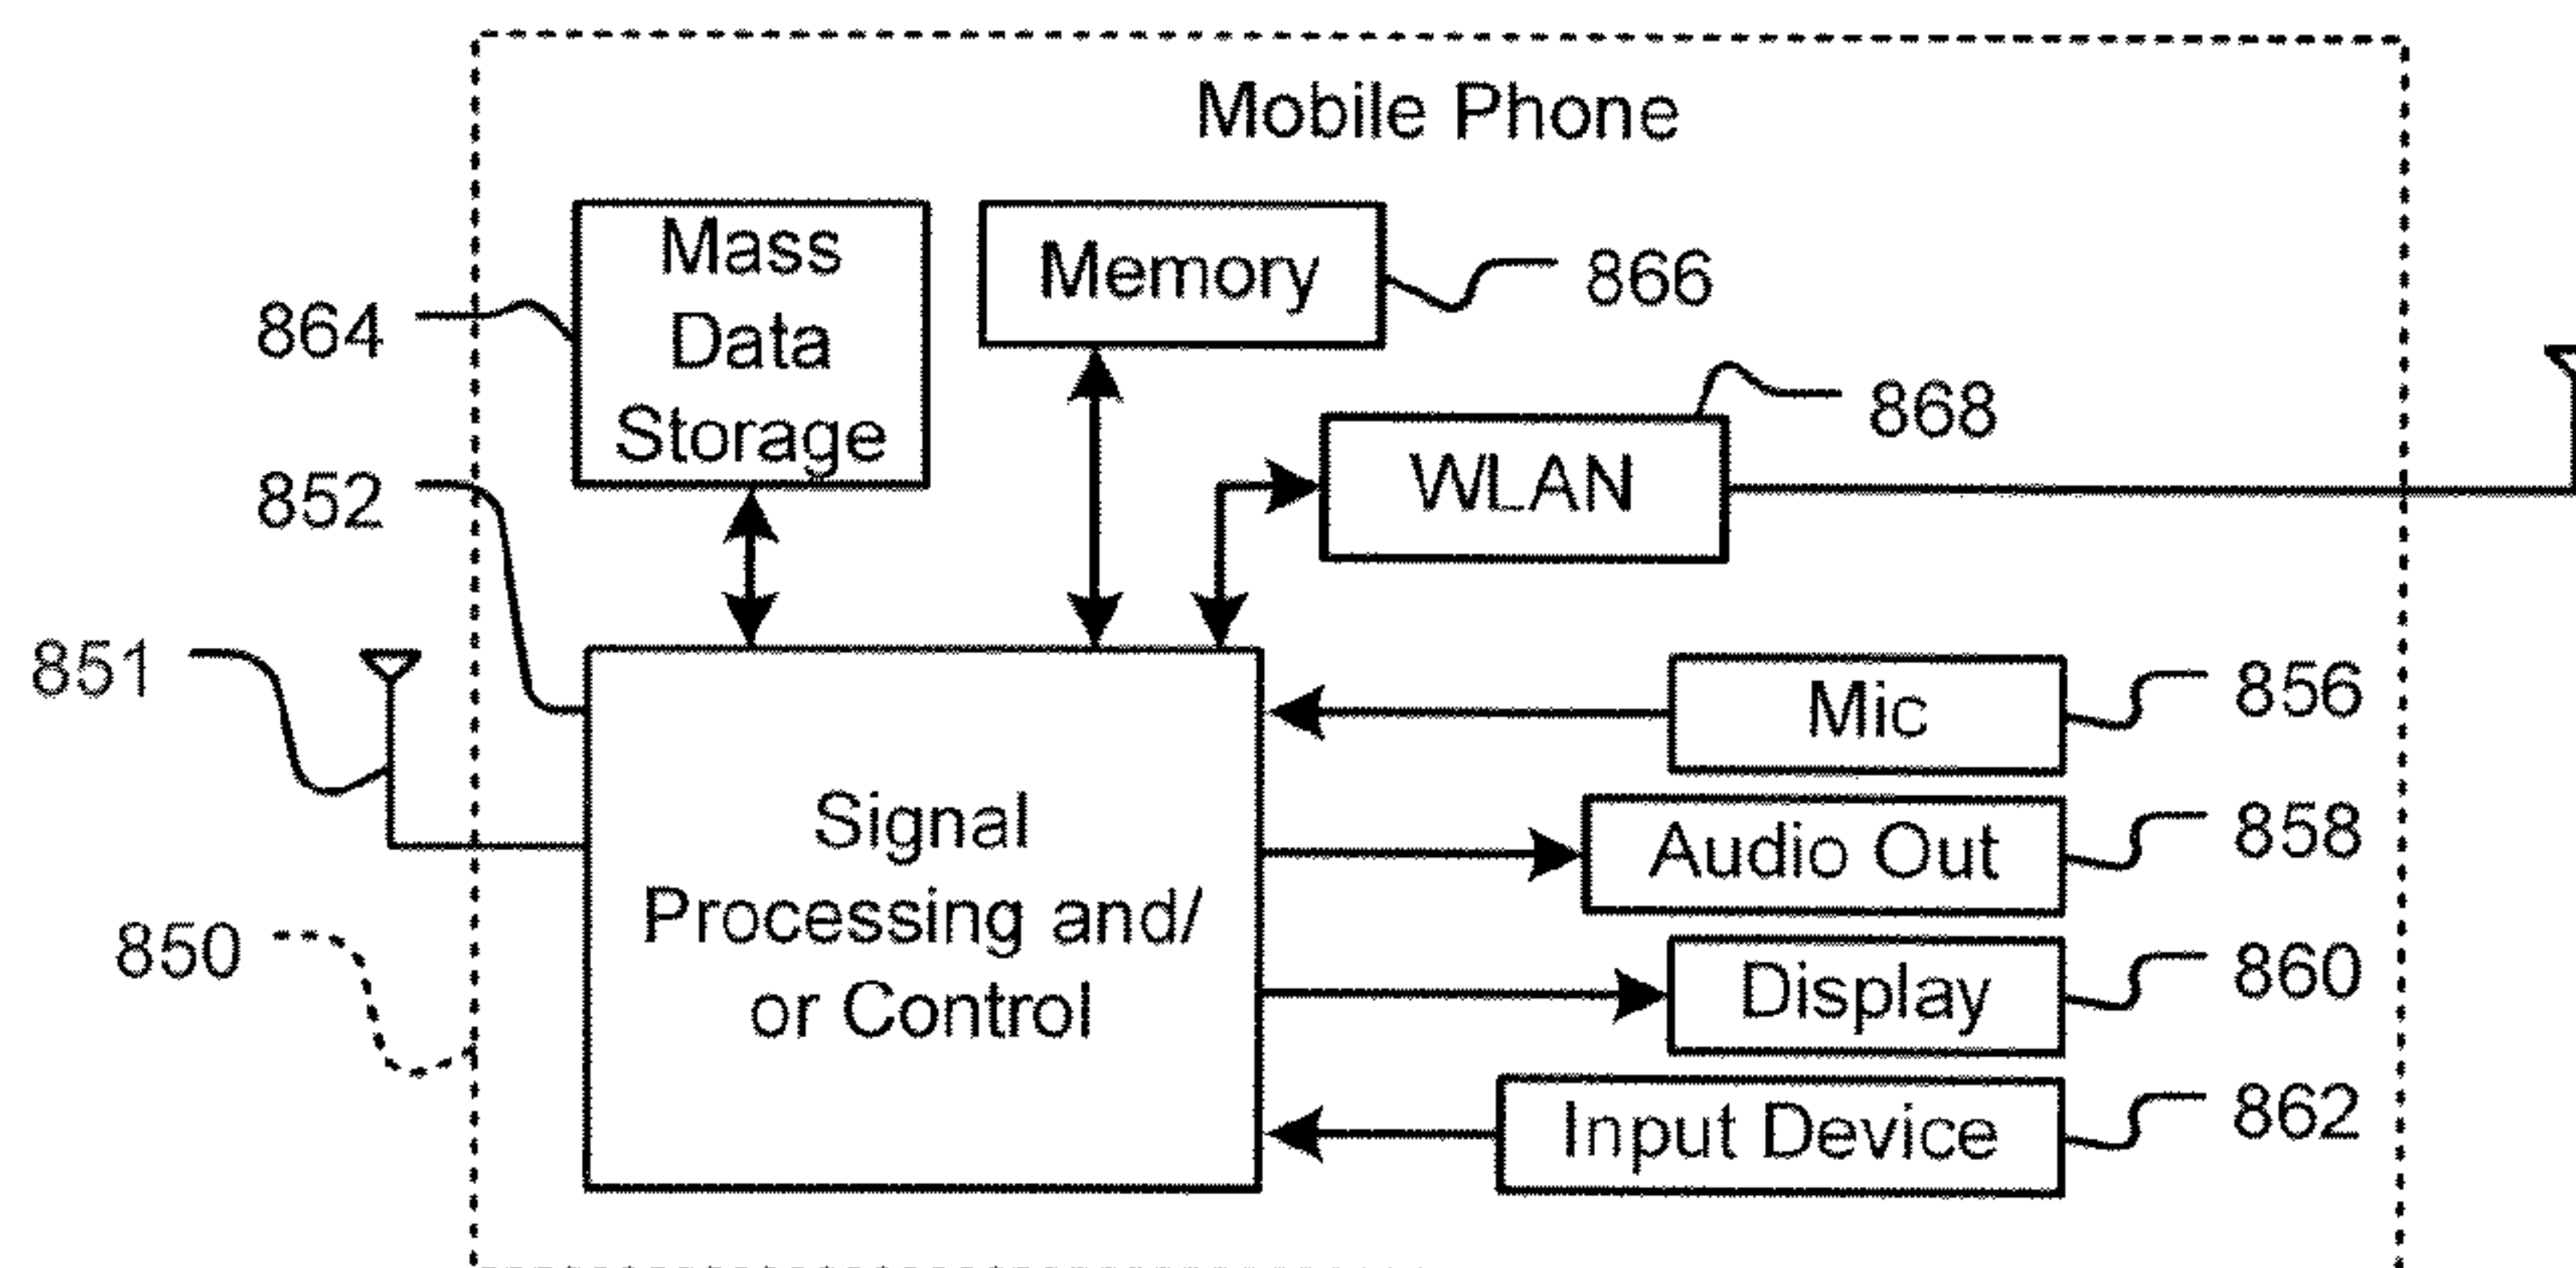 Mobile Phone
Mass
Data
Storage
Memory
866
864
868
WLAN
852
851
Mic
856
Signal
Processing and/
or Control
Audio Out
858
850
Display
860
Input Device
862